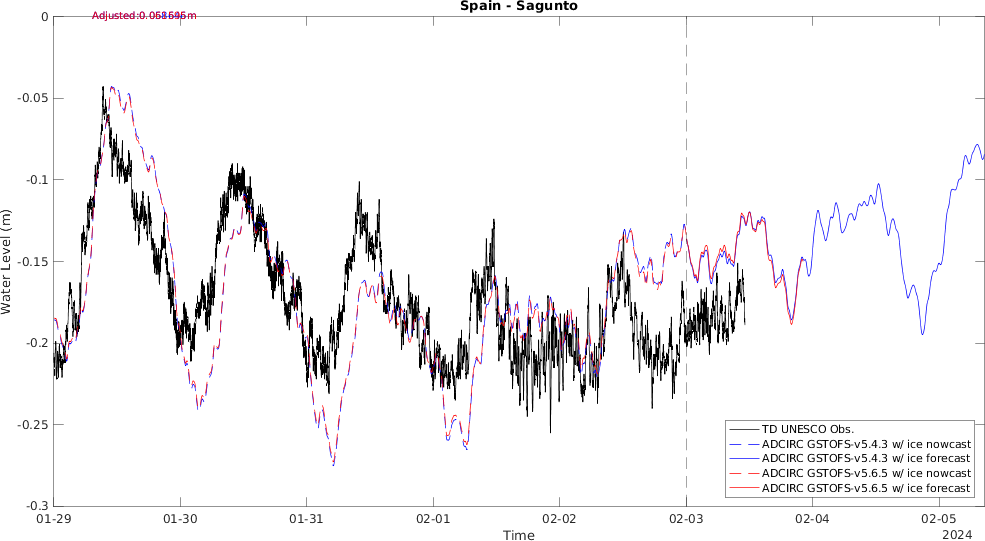 Spain - Sagunto
0
-0.05
-0.1
-0.15
-0.2
-0.25
-0.3
Water Level (m)
01-29 01-30 01-31 02-01 02-02 02-03 02-04 02-05
Time
2024
TD UNESCO Obs.
ADCIRC GSTOFS-v5.4.3 w/ ice nowcast
ADCIRC GSTOFS-v5.4.3 w/ ice forecast
ADCIRC GSTOFS-v5.6.5 w/ ice nowcast
ADCIRC GSTOFS-v5.6.5 w/ ice forecast